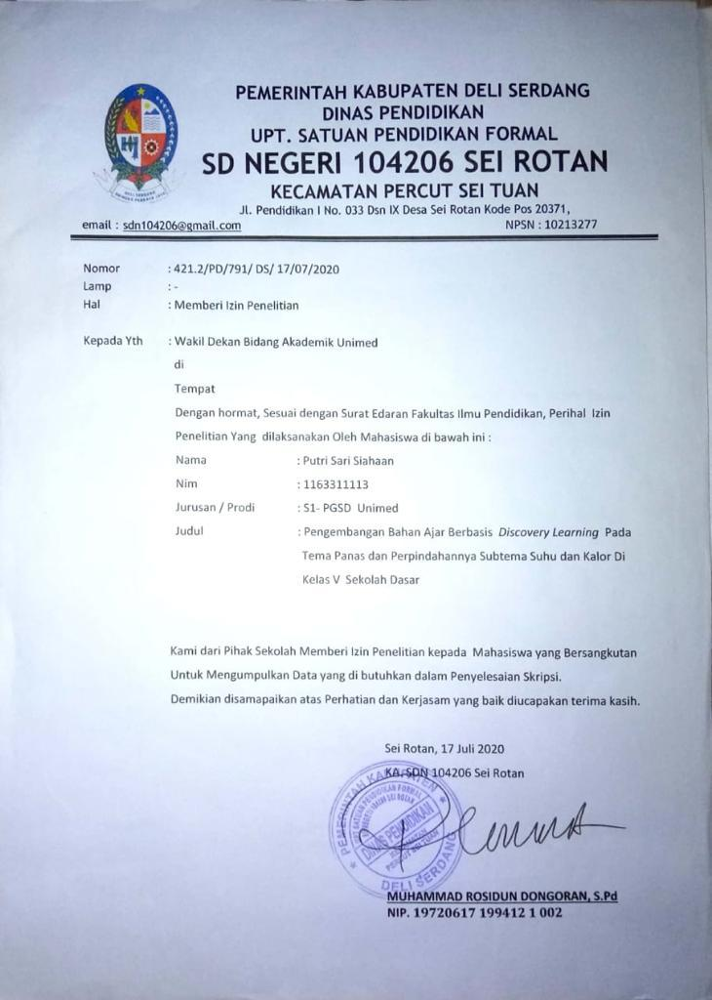 PEMERINTAH KABUPATEN DELI SERDANG
DINAS PENDIDIKAN
UPT. SATUAN PENDIDIKAN FORMAL
SD NEGERI 104206 SEI ROTAN
KECAMATAN PERCUT SEI TUAN
Jl. Pendidikan I No. 033 Dsn IX Desa Sei Rotan Kode Pos 20371,
email : sdn104206@gmail.com NPSN : 10213277
Nomor : 421.2/PD/791/ DS/ 17/07/2020
Lamp : -
Hal : Memberi Izin Penelitian
Kepada Yth : Wakil Dekan Bidang Akademik Unimed
di
Tempat
Dengan hormat, Sesuai dengan Surat Edaran Fakultas Ilmu Pendidikan, Perihal Izin
Penelitian Yang dilaksanakan Oleh Mahasiswa di bawah ini :
Nama : Putri Sari Siahaan
Nim : 1163311113
Jurusan / Prodi : S1- PGSD Unimed
Judul : Pengembangan Bahan Ajar Berbasis Discovery Learning Pada
Tema Panas dan Perpindahannya Subtema Suhu dan Kalor Di
Kelas V Sekolah Dasar
Kami dari Pihak Sekolah Memberi Izin Penelitian kepada Mahasiswa yang Bersangkutan
Untuk Mengumpulkan Data yang di butuhkan dalam Penyelesaian Skripsi.
Demikian disamapaikan atas Perhatian dan Kerjasam yang baik diucapakan terima kasih.
Sei Rotan, 17 Juli 2020
KA. SDN 104206 Sei Rotan
PEMERINTAH KABUPATEN
DINAS PENDIDIKAN
PERCUT SEI TUAN
DELI SERDANG
MUHAMMAD ROSIDUN DONGORAN, S.Pd
NIP. 19720617 199412 1 002